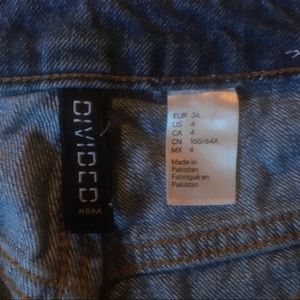 DIVIDED
H&M
EUR 34
US 4
CA 4
CN 160/64A
MX 4
Made in
Pakistan
Fabriqué en
Pakistan